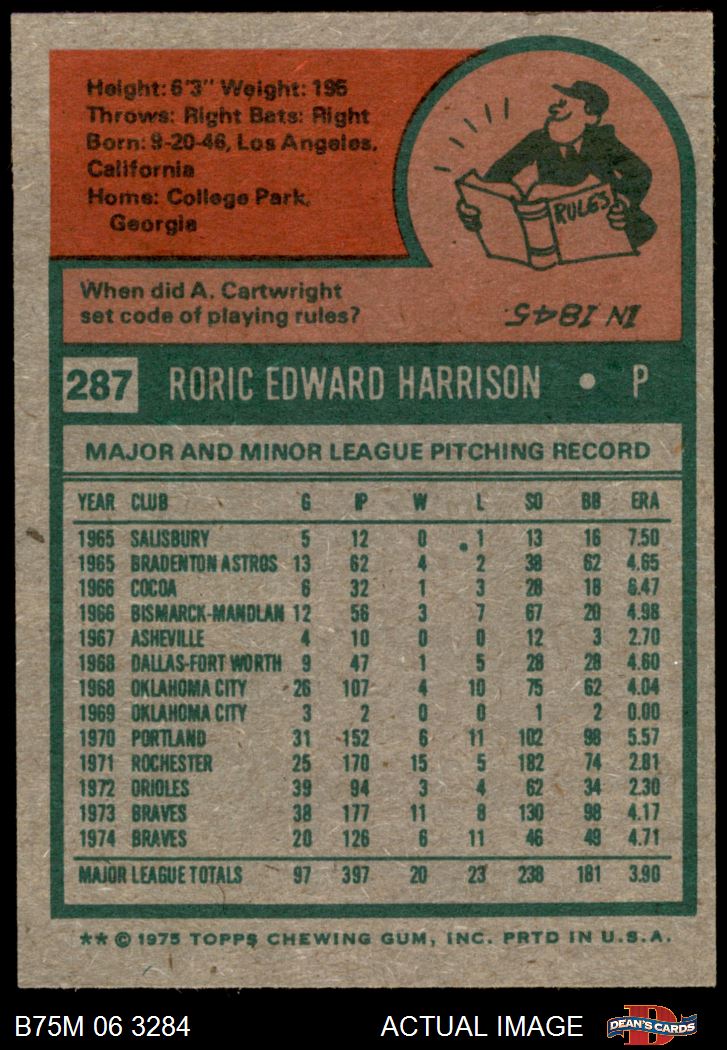 Height: 6'3" Weight: 195
Throws: Right Bats: Right
Born: 9-20-46, Los Angeles,
California
Home: College Park,
Georgia
RULES
When did A. Cartwright
set code of playing rules?
IN 1845.
287 RORIC EDWARD HARRISON • P
MAJOR AND MINOR LEAGUE PITCHING RECORD
YEAR CLUB G IP W L SO BB ERA
1965 SALISBURY 5 12 0 1 13 16 7.50
1965 BRADENTON ASTROS 13 62 4 2 38 62 4.65
1966 COCOA 6 32 1 3 28 18 6.47
1966 BISMARCK-MANDLAN 12 56 3 7 67 20 4.98
1967 ASHEVILLE 4 10 0 0 12 3 2.70
1968 DALLAS-FORT WORTH 9 47 1 5 28 28 4.60
1968 OKLAHOMA CITY 26 107 4 10 75 62 4.04
1969 OKLAHOMA CITY 3 2 0 0 1 2 0.00
1970 PORTLAND 31 152 6 11 102 98 5.57
1971 ROCHESTER 25 170 15 5 182 74 2.81
1972 ORIOLES 39 94 3 4 62 34 2.30
1973 BRAVES 38 177 11 8 130 98 4.17
1974 BRAVES 20 126 6 11 46 49 4.71
MAJOR LEAGUE TOTALS 97 397 20 23 238 181 3.90
** © 1975 TOPPS CHEWING GUM, INC. PRTD IN U.S.A.
B75M 06 3284 ACTUAL IMAGE D DEAN'S CARDS